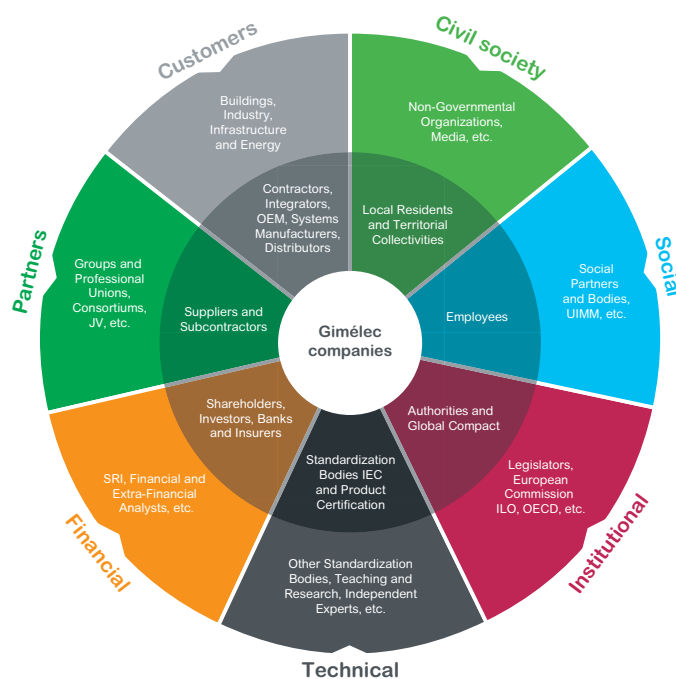 Customers
Civil society
Buildings,
Industry,
Infrastructure
and Energy
Non-Governmental
Organizations,
Media, etc.
Contractors,
Integrators,
OEM, Systems
Manufacturers,
Distributors
Local Residents
and Territorial
Collectivities
Partners
Groups and
Professional
Unions,
Consortiums,
JV, etc.
Suppliers and
Subcontractors
Gimélec
companies
Employees
Social
Partners
and Bodies,
UIMM, etc.
Social
Shareholders,
Investors, Banks
and Insurers
Authorities and
Global Compact
SRI, Financial and
Extra-Financial
Analysts, etc.
Standardization
Bodies IEC
and Product
Certification
Legislators,
European
Commission
ILO, OECD, etc.
Financial
Institutional
Other Standardization
Bodies, Teaching and
Research, Independent
Experts, etc.
Technical